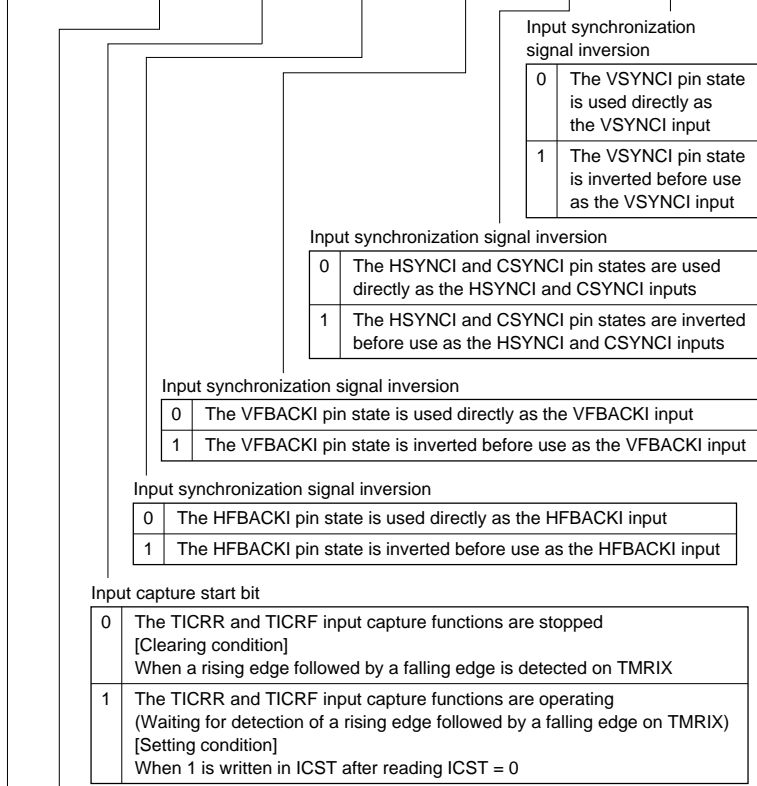 Input synchronization
signal inversion
0 The VSYNCI pin state
is used directly as
the VSYNCI input
1 The VSYNCI pin state
is inverted before use
as the VSYNCI input
Input synchronization signal inversion
0 The HSYNCI and CSYNCI pin states are used
directly as the HSYNCI and CSYNCI inputs
1 The HSYNCI and CSYNCI pin states are inverted
before use as the HSYNCI and CSYNCI inputs
Input synchronization signal inversion
0 The VFBACKI pin state is used directly as the VFBACKI input
1 The VFBACKI pin state is inverted before use as the VFBACKI input
Input synchronization signal inversion
0 The HFBACKI pin state is used directly as the HFBACKI input
1 The HFBACKI pin state is inverted before use as the HFBACKI input
Input capture start bit
0 The TICRR and TICRF input capture functions are stopped
[Clearing condition]
When a rising edge followed by a falling edge is detected on TMRIX
1 The TICRR and TICRF input capture functions are operating
(Waiting for detection of a rising edge followed by a falling edge on TMRIX)
[Setting condition]
When 1 is written in ICST after reading ICST = 0